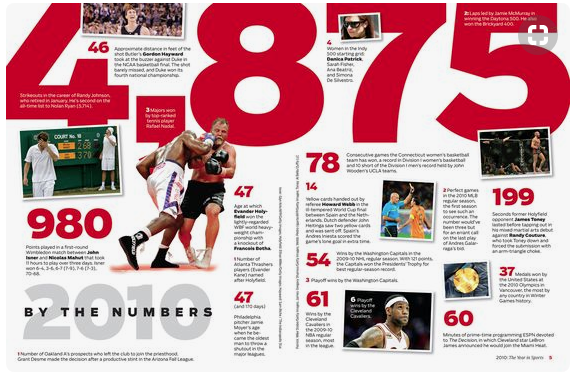 4,875
2: Laps led by Jamie McMurray in
winning the Daytona 500. He also
won the Brickyard 400.
46
Approximate distance in feet of the
shot Butler's Gordon Hayward
took at the buzzer against Duke in
the NCAA basketball final. The shot
barely missed, and Duke won its
fourth national championship.
4
Women in the Indy
500 starting grid:
Danica Patrick,
Sarah Fisher,
Ana Beatriz,
and Simona
De Silvestro.
Strikeouts in the career of Randy Johnson,
who retired in January. He's second on the
all-time list to Nolan Ryan (5,714).
3 Majors won
by top-ranked
tennis player
Rafael Nadal.
COURT No. 18
2 68
3 70
980
Points played in a first-round
Wimbledon match between John
Isner and Nicolas Mahut that took
11 hours to play over three days. Isner
won 6-4, 3-6, 6-7 (7-9), 7-6 (7-3),
70-68.
47
Age at which
Evander Holy-
field won the
lightly-regarded
WBF world heavy-
weight cham-
pionship with
a knockout of
Francois Botha.
1 Number of
Atlanta Thrashers
players (Evander
Kane) named
after Holyfield.
47
(and 170 days)
Philadelphia
pitcher Jamie
Moyer's age
when he be-
came the oldest
man to throw a
shutout in the
major leagues.
78
Consecutive games the Connecticut women's basketball
team has won, a record in Division I women's basketball
and 10 short of the Division I men's record held by John
Wooden's UCLA teams.
14
Yellow cards handed out by
referee Howard Webb in the
ill-tempered World Cup final
between Spain and the Neth-
erlands. Dutch defender John
Heitinga saw two yellow cards
and was sent off. Spain's
Andres Iniesta scored the
game's lone goal in extra time.
2 Perfect games
in the 2010 MLB
regular season,
the first season
to see such an
occurrence. The
number would've
been three but
for an errant call
on the last play
of Andres Galar-
raga's bid.
199
Seconds former Holyfield
opponent James Toney
lasted before tapping out in
his mixed martial arts debut
against Randy Couture,
who took Toney down and
forced the submission with
an arm-triangle choke.
54
Wins by the Washington Capitals in the
2009-10 NHL regular season. With 121 points,
the Capitals won the Presidents' Trophy for
best regular-season record.
3 Playoff wins by the Washington Capitals.
61
Wins by the
Cleveland
Cavaliers
in the
2009-10
NBA regular
season, most
in the
league.
6 Playoff
wins by the
Cleveland
Cavaliers.
37
Medals won by the
United States at the
2010 Olympics in
Vancouver, the most by
any country in Winter
Games history.
60
Minutes of prime-time programming ESPN devoted
to The Decision, in which Cleveland star LeBron
James announced he would join the Miami Heat.
2010
BY THE NUMBERS
1 Number of Oakland A's prospects who left the club to join the priesthood.
Grant Desme made the decision after a productive stint in the Arizona Fall League.
2010: The Year in Sports 5